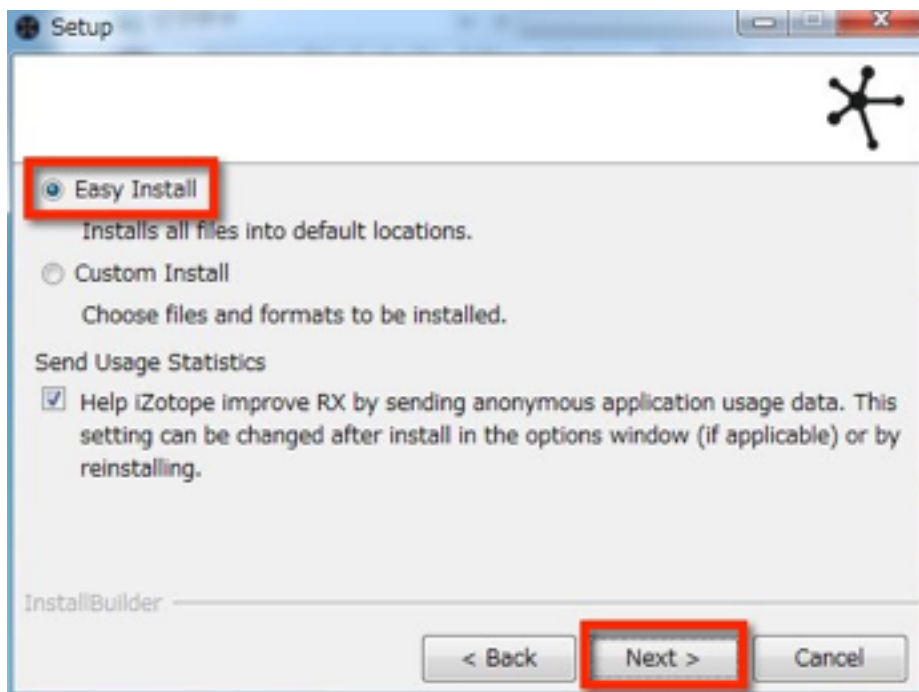 Setup
Easy Install
Installs all files into default locations.
Custom Install
Choose files and formats to be installed.
Send Usage Statistics
Help iZotope improve RX by sending anonymous application usage data. This
setting can be changed after install in the options window (if applicable) or by
reinstalling.
InstallBuilder
< Back Next > Cancel